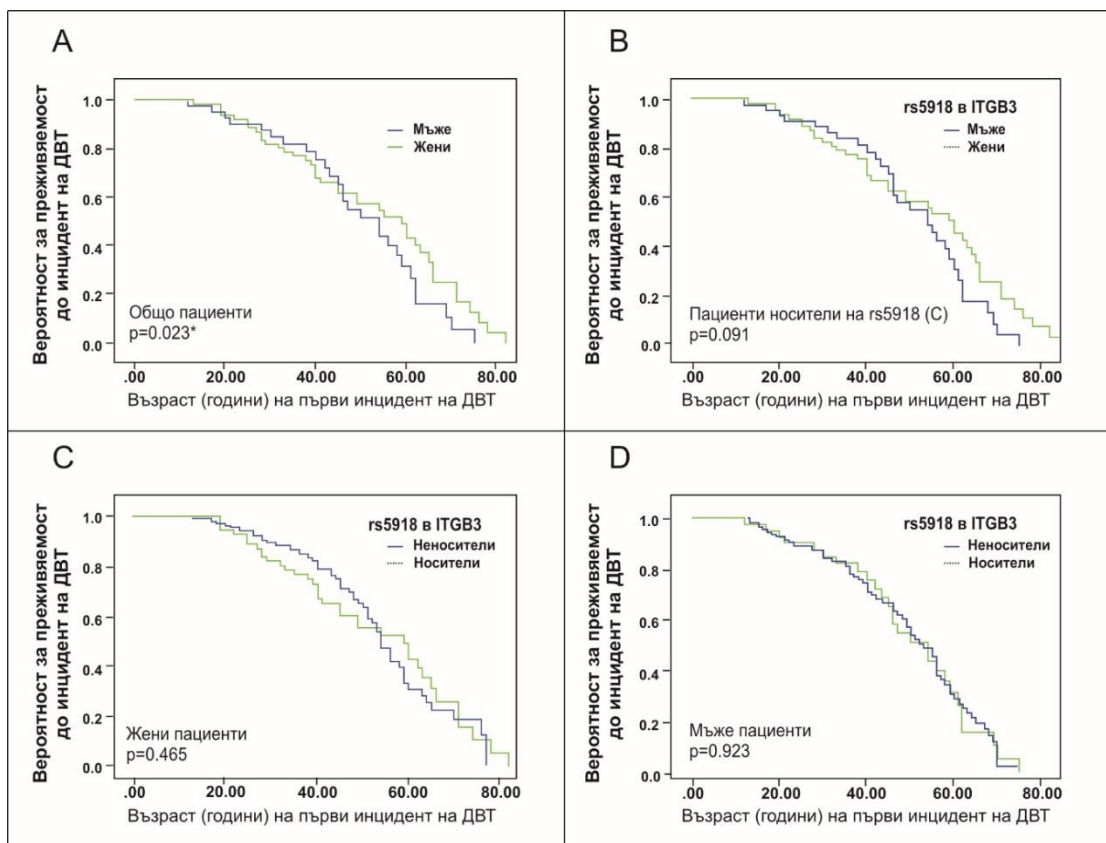 A
Вероятност за преживяемост
до инцидент на ДВТ
1.0
0.8
0.6
0.4
0.2
0.0
Мъже
Жени
Общо пациенти
p=0.023*
.00 20.00 40.00 60.00 80.00
Възраст (години) на първи инцидент на ДВТ
B
Вероятност за преживяемост
до инцидент на ДВТ
1.0
0.8
0.6
0.4
0.2
0.0
rs5918 в ITGB3
Мъже
Жени
Пациенти носители на rs5918 (C)
p=0.091
.00 20.00 40.00 60.00 80.00
Възраст (години) на първи инцидент на ДВТ
C
Вероятност за преживяемост
до инцидент на ДВТ
1.0
0.8
0.6
0.4
0.2
0.0
rs5918 в ITGB3
Неносители
Носители
Жени пациенти
p=0.465
.00 20.00 40.00 60.00 80.00
Възраст (години) на първи инцидент на ДВТ
D
Вероятност за преживяемост
до инцидент на ДВТ
1.0
0.8
0.6
0.4
0.2
0.0
rs5918 в ITGB3
Неносители
Носители
Мъже пациенти
p=0.923
.00 20.00 40.00 60.00 80.00
Възраст (години) на първи инцидент на ДВТ